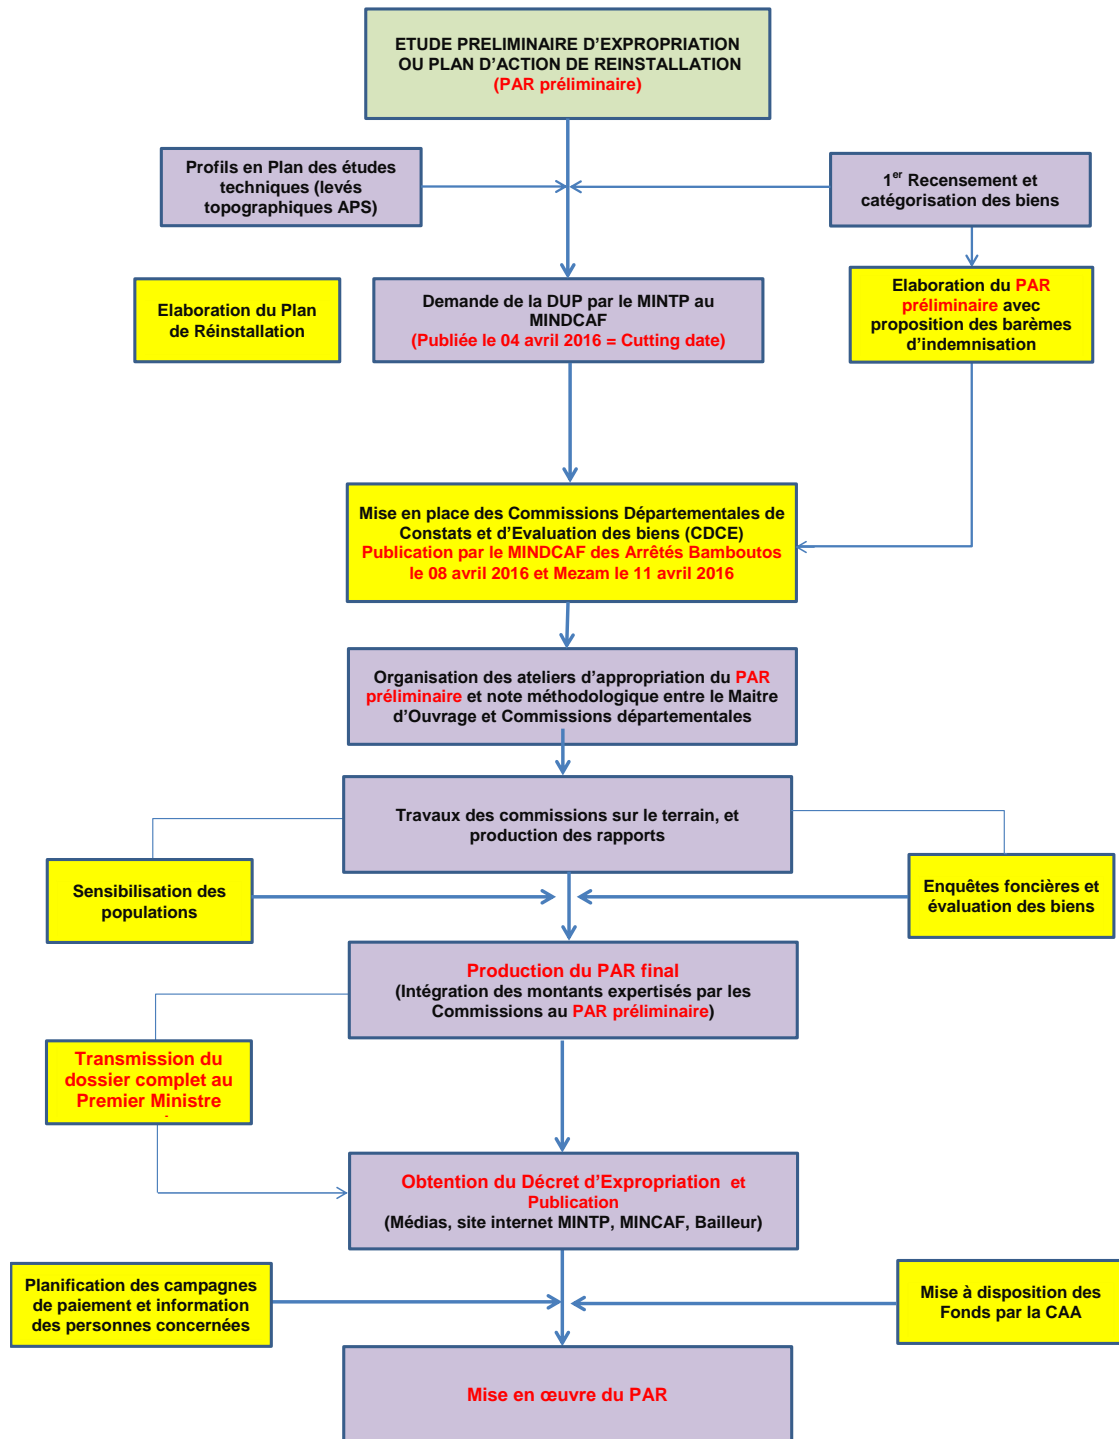 ETUDE PRELIMINAIRE D'EXPROPRIATION
OU PLAN D'ACTION DE REINSTALLATION
(PAR préliminaire)
Profils en Plan des études
techniques (levés
topographiques APS)
1er Recensement et
catégorisation des biens
Elaboration du Plan
de Réinstallation
Demande de la DUP par le MINTP au
MINDCAF
(Publiée le 04 avril 2016 = Cutting date)
Elaboration du PAR
préliminaire avec
proposition des barèmes
d'indemnisation
Mise en place des Commissions Départementales de
Constats et d'Evaluation des biens (CDCE)
Publication par le MINDCAF des Arrêtés Bamboutos
le 08 avril 2016 et Mezam le 11 avril 2016
Organisation des ateliers d'appropriation du PAR
préliminaire et note méthodologique entre le Maitre
d'Ouvrage et Commissions départementales
Travaux des commissions sur le terrain, et
production des rapports
Sensibilisation des
populations
Enquêtes foncières et
évaluation des biens
Production du PAR final
(Intégration des montants expertisés par les
Commissions au PAR préliminaire)
Transmission du
dossier complet au
Premier Ministre
Obtention du Décret d'Expropriation et
Publication
(Médias, site internet MINTP, MINCAF, Bailleur)
Planification des campagnes
de paiement et information
des personnes concernées
Mise à disposition des
Fonds par la CAA
Mise en œuvre du PAR